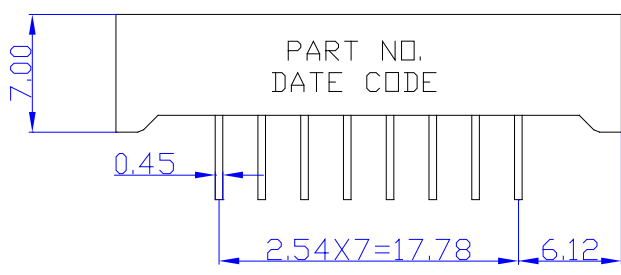 PART NO.
DATE CODE
7.00
0.45
2.54X7=17.78
6.12